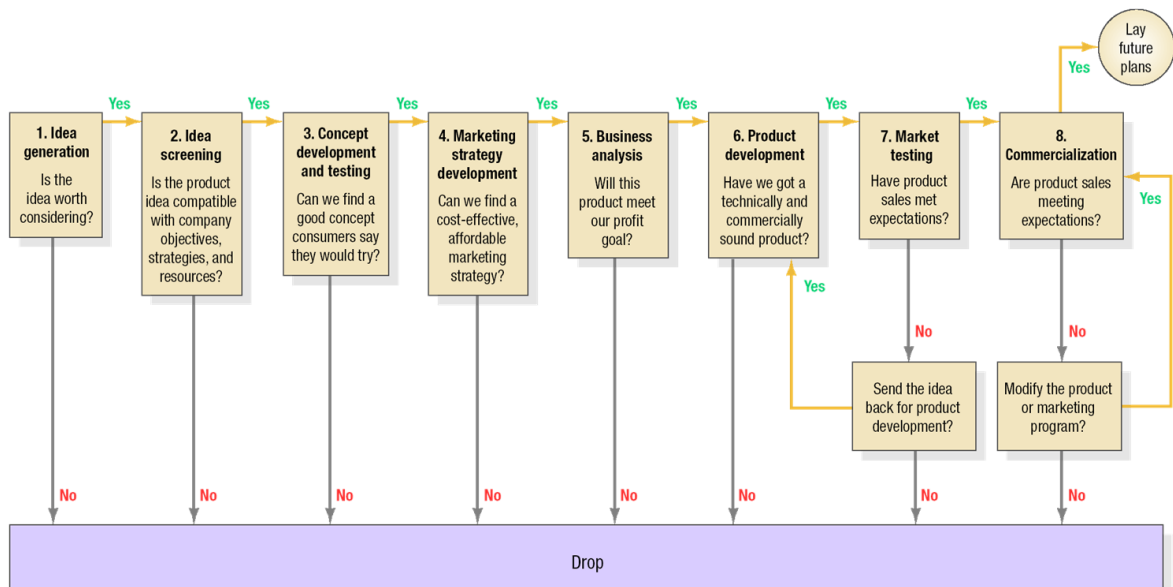 Lay
future
plans
Yes
Yes
Yes
Yes
Yes
Yes
Yes
Yes
1. Idea
generation
Is the
idea worth
considering?
2. Idea
screening
Is the product
idea compatible
with company
objectives,
strategies, and
resources?
3. Concept
development
and testing
Can we find a
good concept
consumers say
they would try?
4. Marketing
strategy
development
Can we find a
cost-effective,
affordable
marketing
strategy?
5. Business
analysis
Will this
product meet
our profit
goal?
6. Product
development
Have we got a
technically and
commercially
sound product?
7. Market
testing
Have product
sales met
expectations?
8.
Commercialization
Are product sales
meeting
expectations?
Yes
Yes
No
No
Send the idea
back for product
development?
Modify the product
or marketing
program?
No
No
No
No
No
No
No
No
Drop